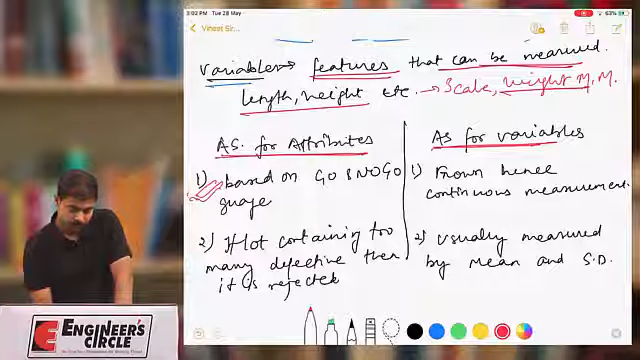 3:02 PM Tue 28 May
63%
Vineet Sir...
variables→ features that can be measured.
length, height etc. → Scale, weight M.M.
A.S. for Attributes
AS for variables
1) based on GO & NOGO
guage
1) known hence
continuous measurement
2) If lot containing too
many defective then
it is rejected
2) usually measured
by mean and S.D.
ENGINEER'S
CIRCLE